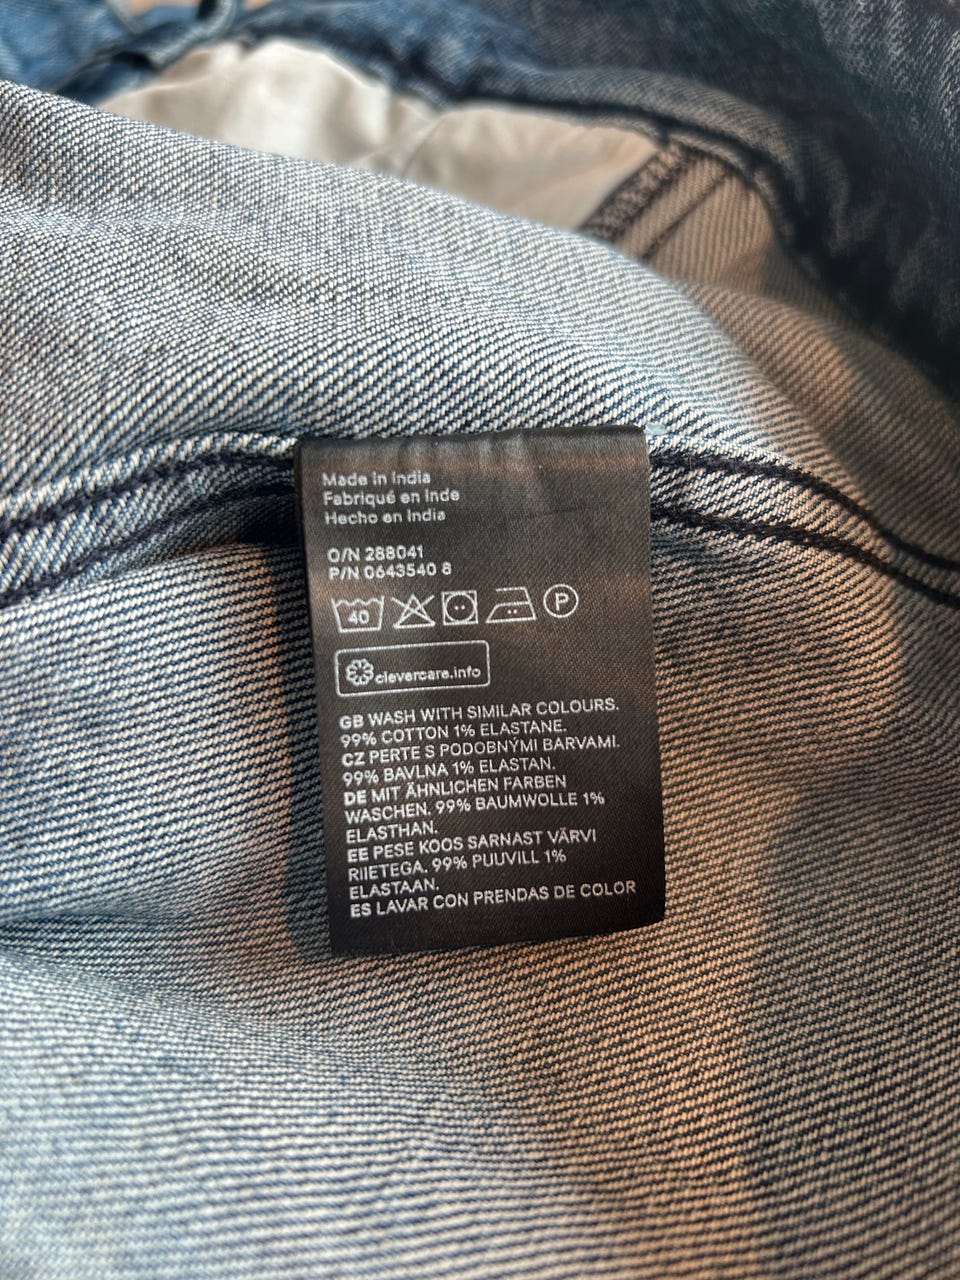 Made in India
Fabriqué en Inde
Hecho en India
O/N 288041
P/N 0643540 8
40 P
clevercare.info
GB WASH WITH SIMILAR COLOURS.
99% COTTON 1% ELASTANE.
CZ PERTE S PODOBNÝMI BARVAMI.
99% BAVLNA 1% ELASTAN.
DE MIT ÄHNLICHEN FARBEN
WASCHEN. 99% BAUMWOLLE 1%
ELASTHAN.
EE PESE KOOS SARNAST VÄRVI
RIIETEGA. 99% PUUVILL 1%
ELASTAAN.
ES LAVAR CON PRENDAS DE COLOR